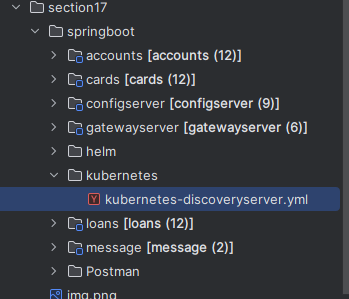 section17
springboot
accounts [accounts (12)]
cards [cards (12)]
configserver [configserver (9)]
gatewayserver [gatewayserver (6)]
helm
kubernetes
Y kubernetes-discoveryserver.yml
loans [loans (12)]
message [message (2)]
Postman
img.png